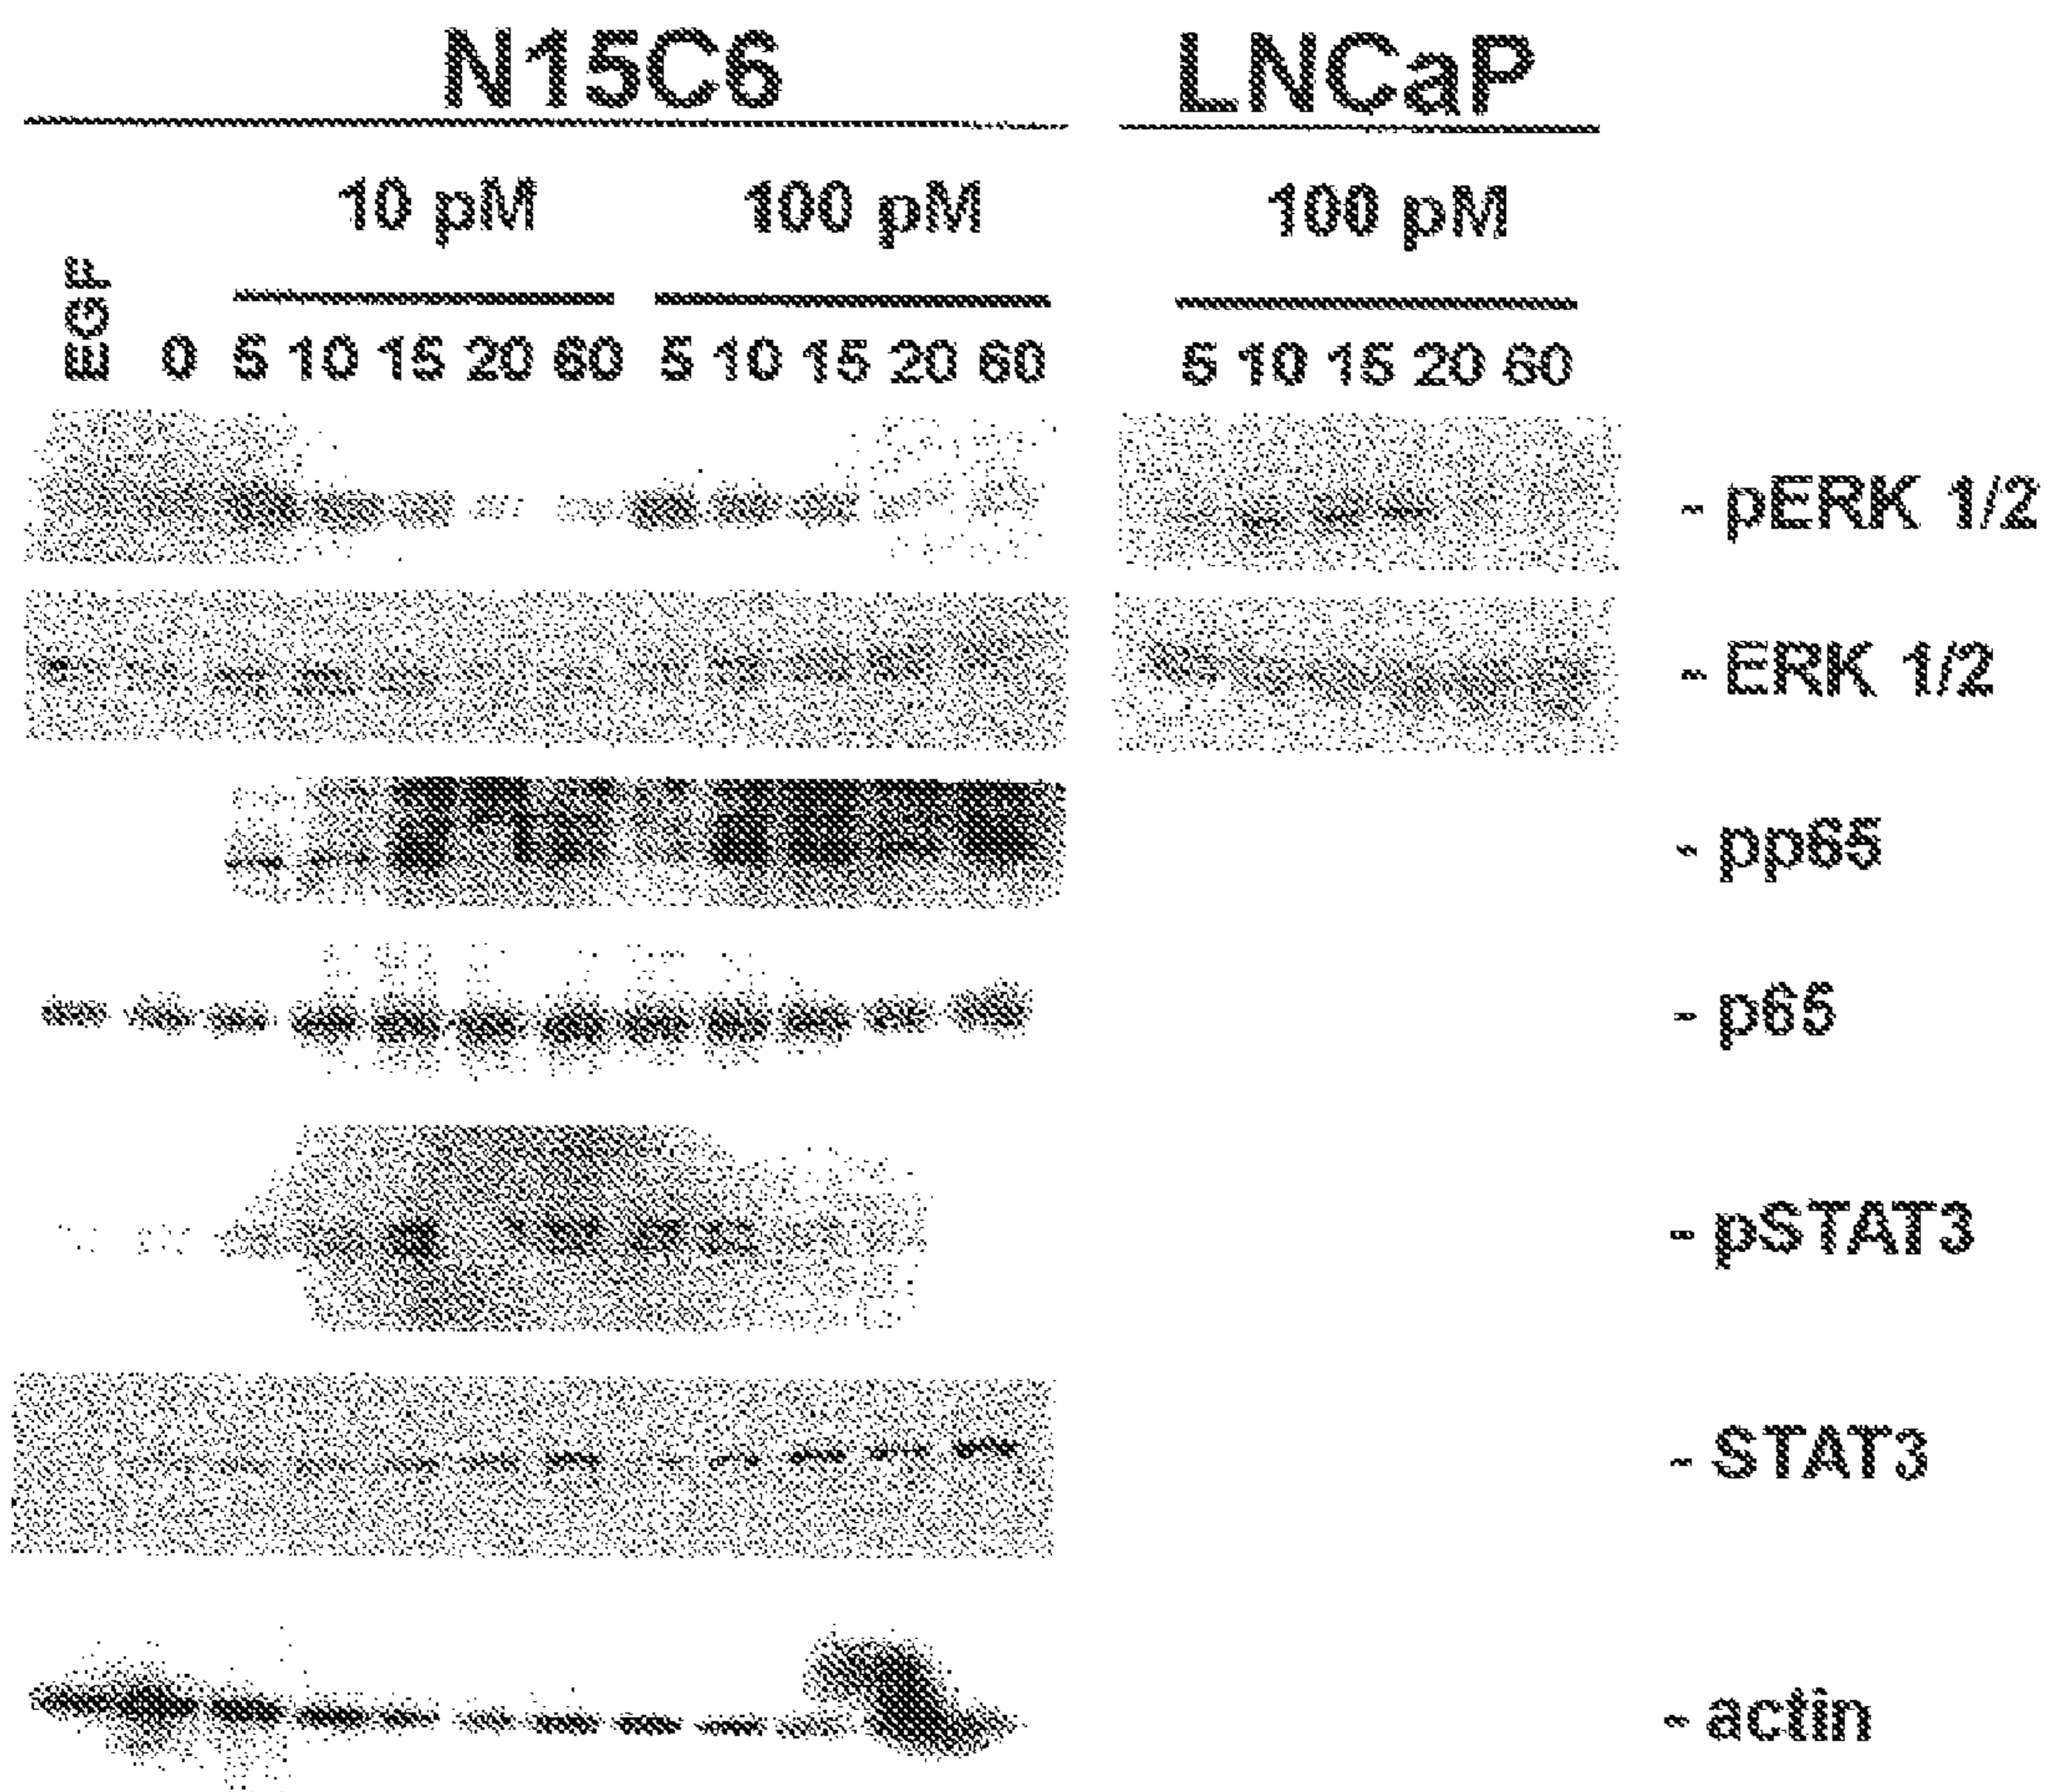 N15C6 LNCaP
10 pM 100 pM 100 pM
EGF 0 5 10 15 20 60 5 10 15 20 60 5 10 15 20 60
- pERK 1/2
- ERK 1/2
- pp65
- p65
- pSTAT3
- STAT3
- actin